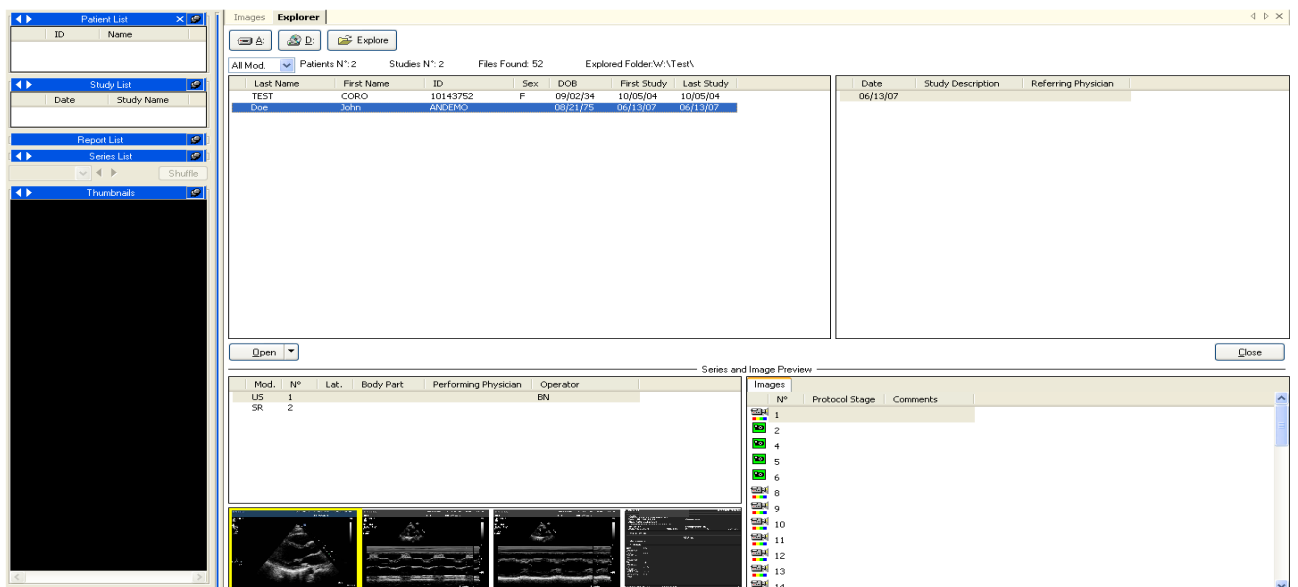 Patient List
ID Name
Study List
Date Study Name
Report List
Series List
Shuffle
Thumbnails
Images Explorer
A: D: Explore
All Mod. Patients N°: 2 Studies N°: 2 Files Found: 52 Explored Folder:W:\Test\
Last Name First Name ID Sex DOB First Study Last Study
TEST CORO 10143752 F 09/02/34 10/05/04 10/05/04
Doe John ANDEMO 08/21/75 06/13/07 06/13/07
Date Study Description Referring Physician
06/13/07
Open
Close
Series and Image Preview
Mod. N° Lat. Body Part Performing Physician Operator
US 1 BN
SR 2
Images
N° Protocol Stage Comments
1
2
4
5
6
8
9
10
11
12
13
14